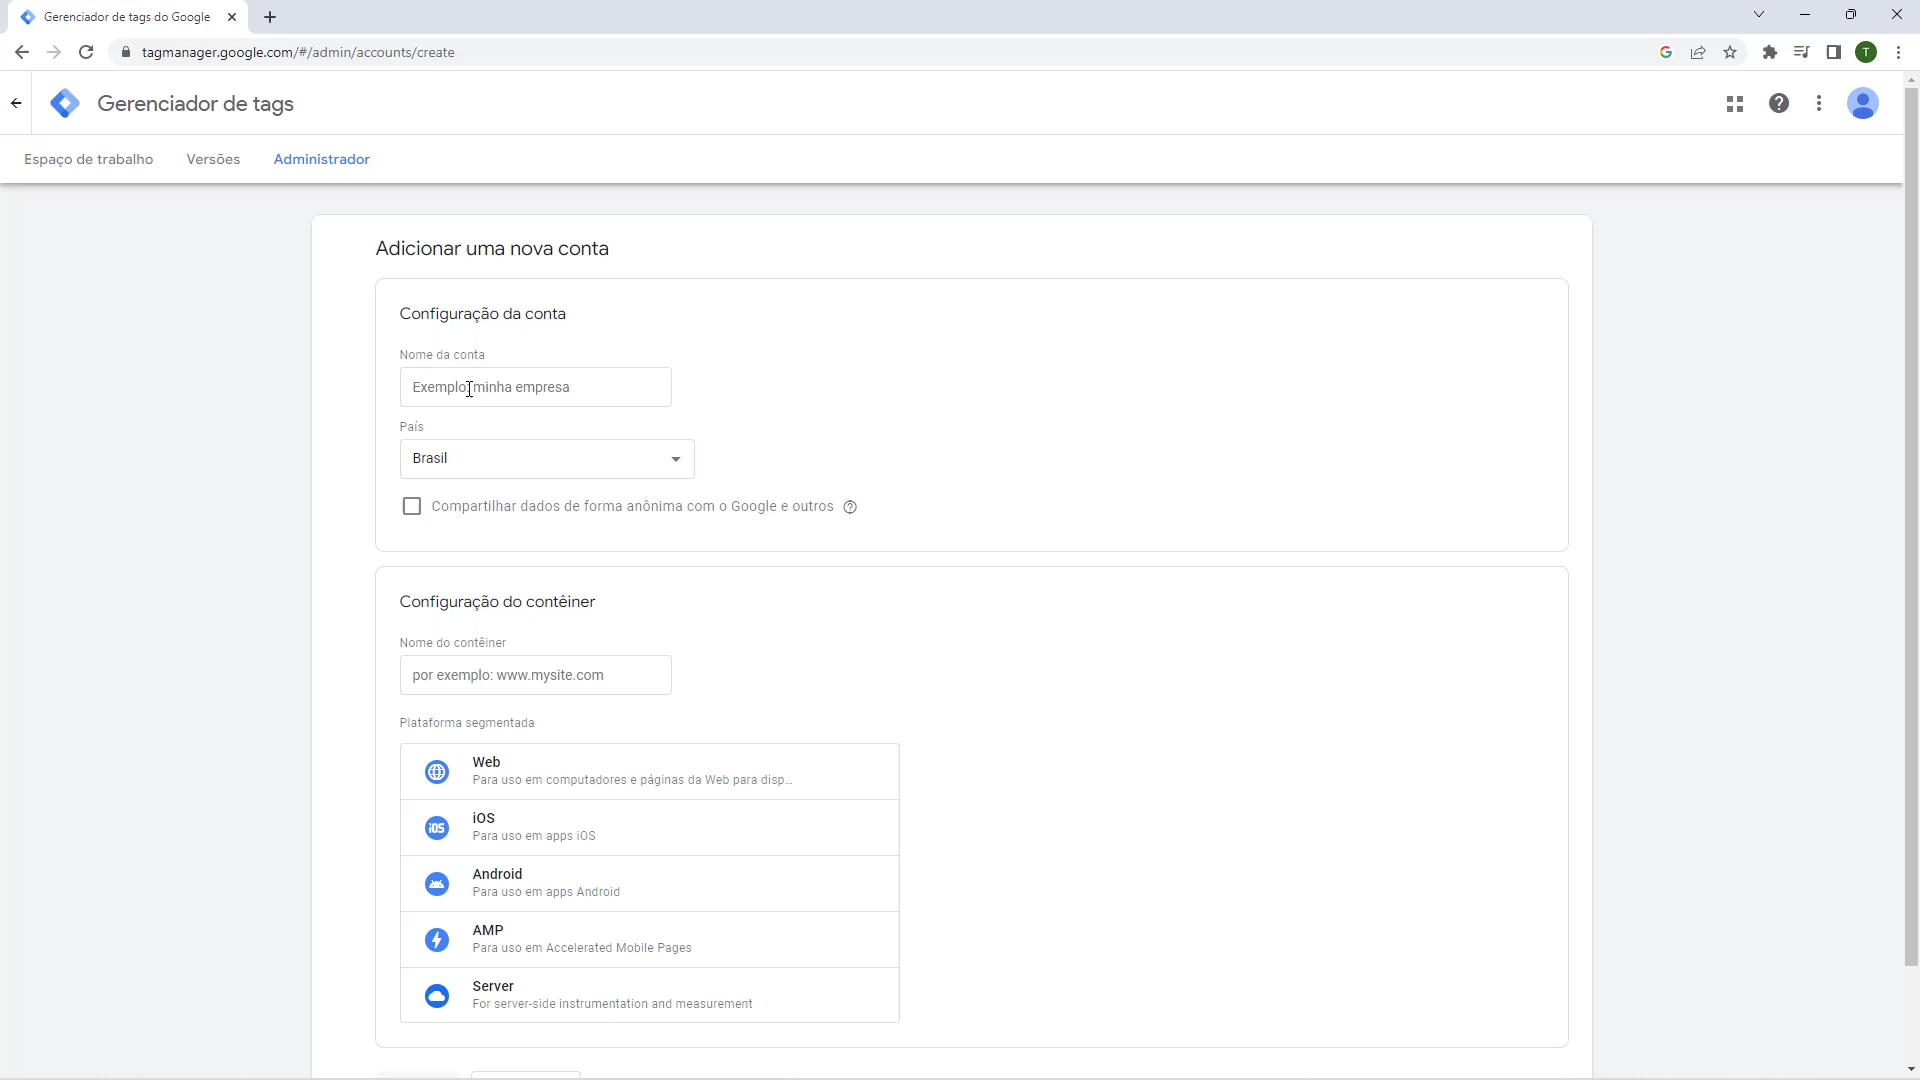 Gerenciador de tags do Google
tagmanager.google.com/#/admin/accounts/create
T
Gerenciador de tags
Espaço de trabalho
Versões
Administrador
Adicionar uma nova conta
Configuração da conta
Nome da conta
Exemplo: minha empresa
País
Brasil
Compartilhar dados de forma anônima com o Google e outros
Configuração do contêiner
Nome do contêiner
por exemplo: www.mysite.com
Plataforma segmentada
Web
Para uso em computadores e páginas da Web para disp...
iOS
iOS
Para uso em apps iOS
Android
Para uso em apps Android
AMP
Para uso em Accelerated Mobile Pages
Server
For server-side instrumentation and measurement